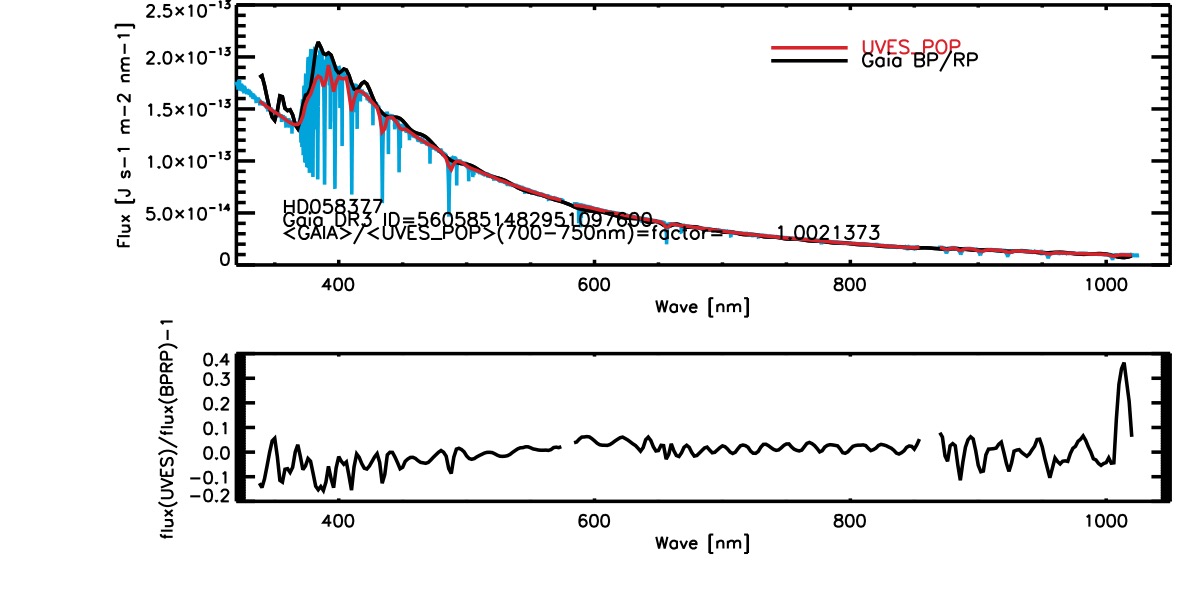 2.5×10−13
2.0×10−13
1.5×10−13
1.0×10−13
5.0×10−14
0
Flux [J s−1 m−2 nm−1]
UVES_POP
Gaia BP/RP
HD058377
Gaia DR3 ID=5605851482951097600
<GAIA>/<UVES_POP>(700−750nm)=factor= 1.0021373
400 600 800 1000
Wave [nm]
0.4
0.3
0.2
0.1
0.0
−0.1
−0.2
flux(UVES)/flux(BPRP)−1
400 600 800 1000
Wave [nm]